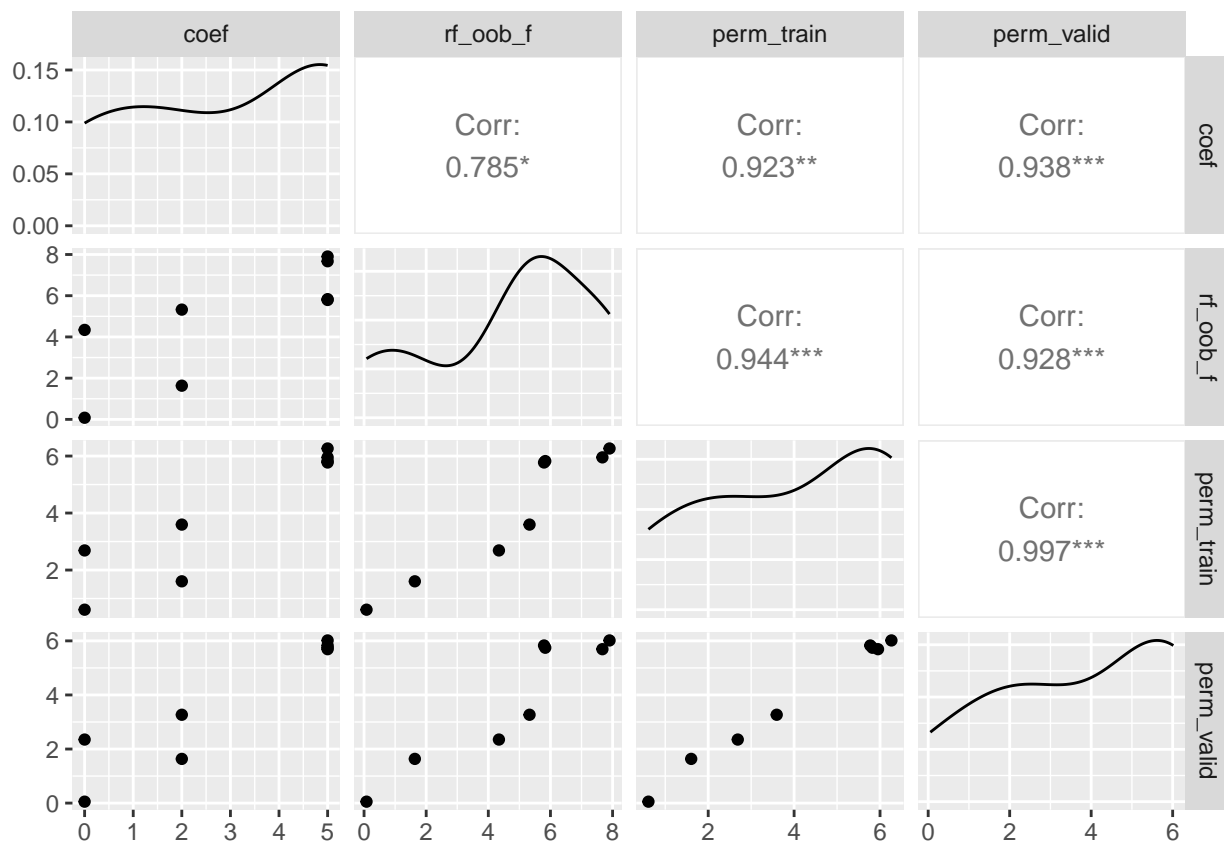 coef
rf_oob_f
perm_train
perm_valid
0.15
0.10
0.05
0.00
Corr:
0.785*
Corr:
0.923**
Corr:
0.938***
coef
8
6
4
2
0
Corr:
0.944***
Corr:
0.928***
rf_oob_f
6
4
2
Corr:
0.997***
perm_train
6
4
2
0
perm_valid
0 1 2 3 4 5
0 2 4 6 8
2 4 6
0 2 4 6